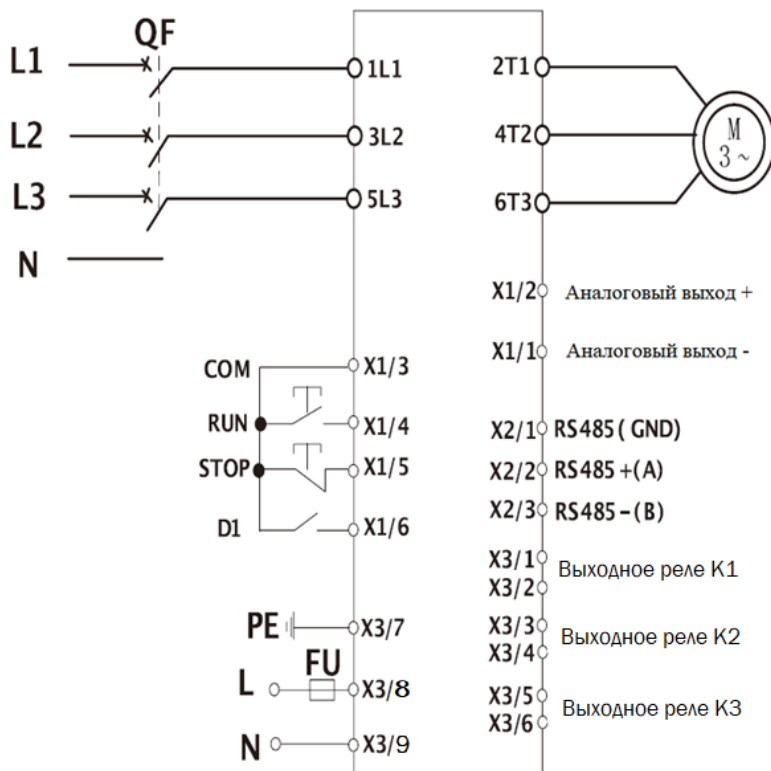 QF
L1
1L1
2T1
L2
3L2
4T2
M
3 ~
L3
5L3
6T3
N
X1/2
Аналоговый выход +
X1/1
Аналоговый выход -
COM
X1/3
RUN
X1/4
STOP
X1/5
D1
X1/6
X2/1
RS485 ( GND)
X2/2
RS485 +(A)
X2/3
RS485 -(B)
X3/1
X3/2
Выходное реле K1
PE
X3/7
X3/3
X3/4
Выходное реле K2
FU
L
X3/8
X3/5
X3/6
Выходное реле K3
N
X3/9